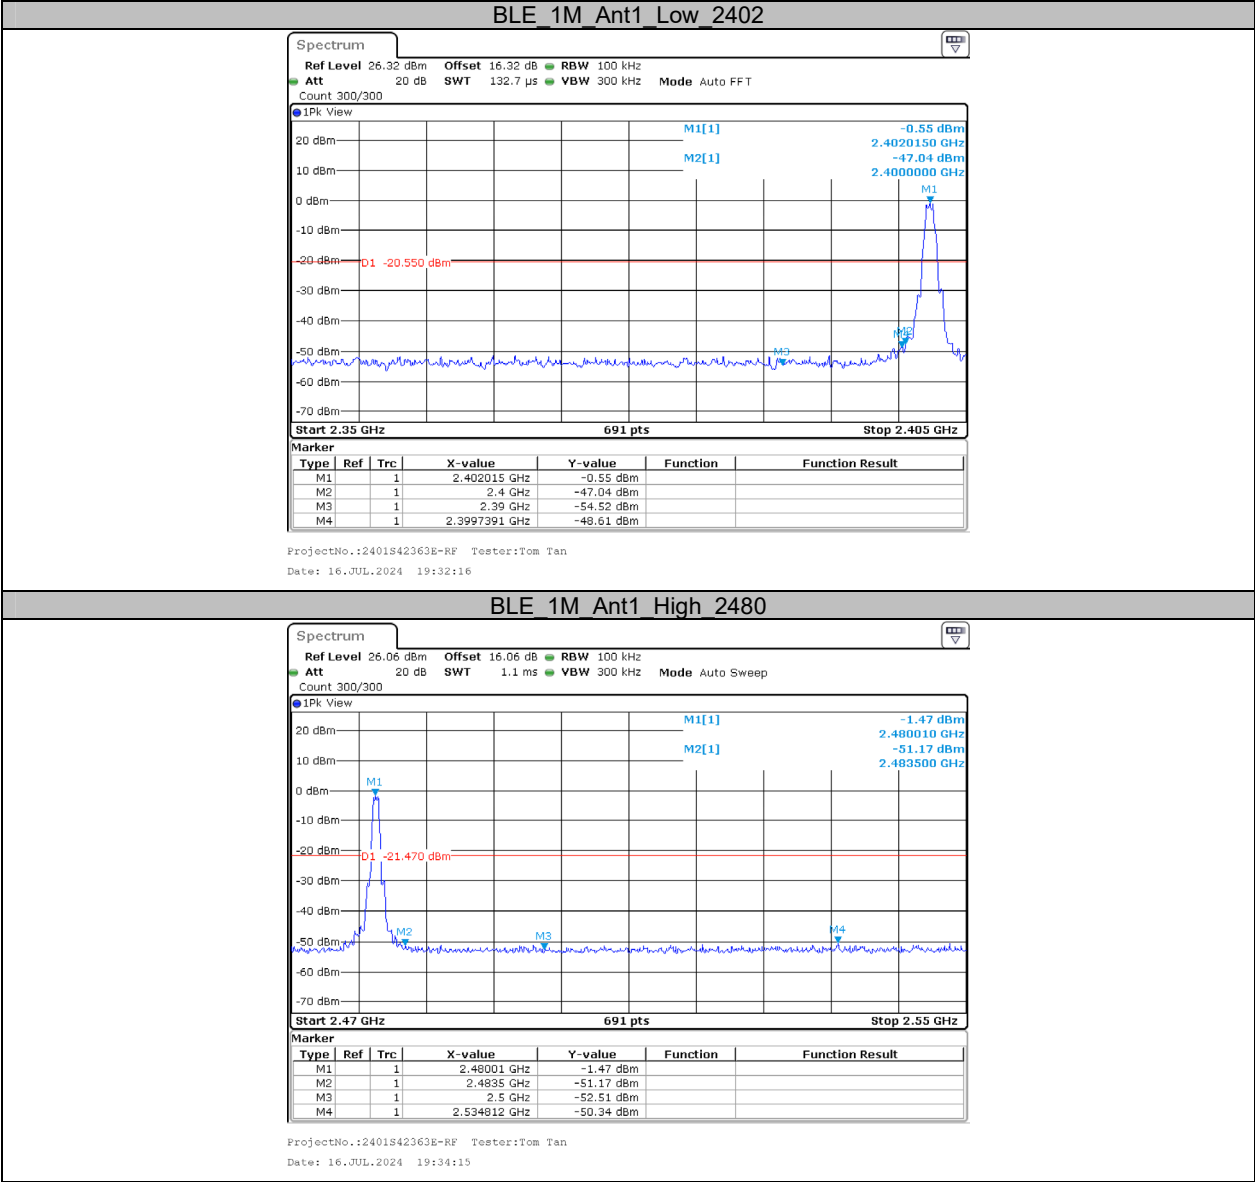 BLE_1M_Ant1_Low_2402
Spectrum
Ref Level 26.32 dBm Offset 16.32 dB RBW 100 kHz
Att 20 dB SWT 132.7 µs VBW 300 kHz Mode Auto FFT
Count 300/300
1Pk View
M1[1] -0.55 dBm
2.4020150 GHz
M2[1] -47.04 dBm
2.4000000 GHz
20 dBm
10 dBm
M1
0 dBm
-10 dBm
-20 dBm
D1 -20.550 dBm
-30 dBm
-40 dBm
M2
-50 dBm
M3
-60 dBm
-70 dBm
Start 2.35 GHz 691 pts Stop 2.405 GHz
Marker
Type Ref Trc X-value Y-value Function Function Result
M1 1 2.402015 GHz -0.55 dBm
M2 1 2.4 GHz -47.04 dBm
M3 1 2.39 GHz -54.52 dBm
M4 1 2.3997391 GHz -48.61 dBm
ProjectNo.:2401S42363E-RF Tester:Tom Tan
Date: 16.JUL.2024 19:32:16
BLE_1M_Ant1_High_2480
Spectrum
Ref Level 26.06 dBm Offset 16.06 dB RBW 100 kHz
Att 20 dB SWT 1.1 ms VBW 300 kHz Mode Auto Sweep
Count 300/300
1Pk View
M1[1] -1.47 dBm
2.480010 GHz
M2[1] -51.17 dBm
2.483500 GHz
20 dBm
10 dBm
M1
0 dBm
-10 dBm
-20 dBm
D1 -21.470 dBm
-30 dBm
-40 dBm
M2 M3 M4
-50 dBm
-60 dBm
-70 dBm
Start 2.47 GHz 691 pts Stop 2.55 GHz
Marker
Type Ref Trc X-value Y-value Function Function Result
M1 1 2.48001 GHz -1.47 dBm
M2 1 2.4835 GHz -51.17 dBm
M3 1 2.5 GHz -52.51 dBm
M4 1 2.534812 GHz -50.34 dBm
ProjectNo.:2401S42363E-RF Tester:Tom Tan
Date: 16.JUL.2024 19:34:15